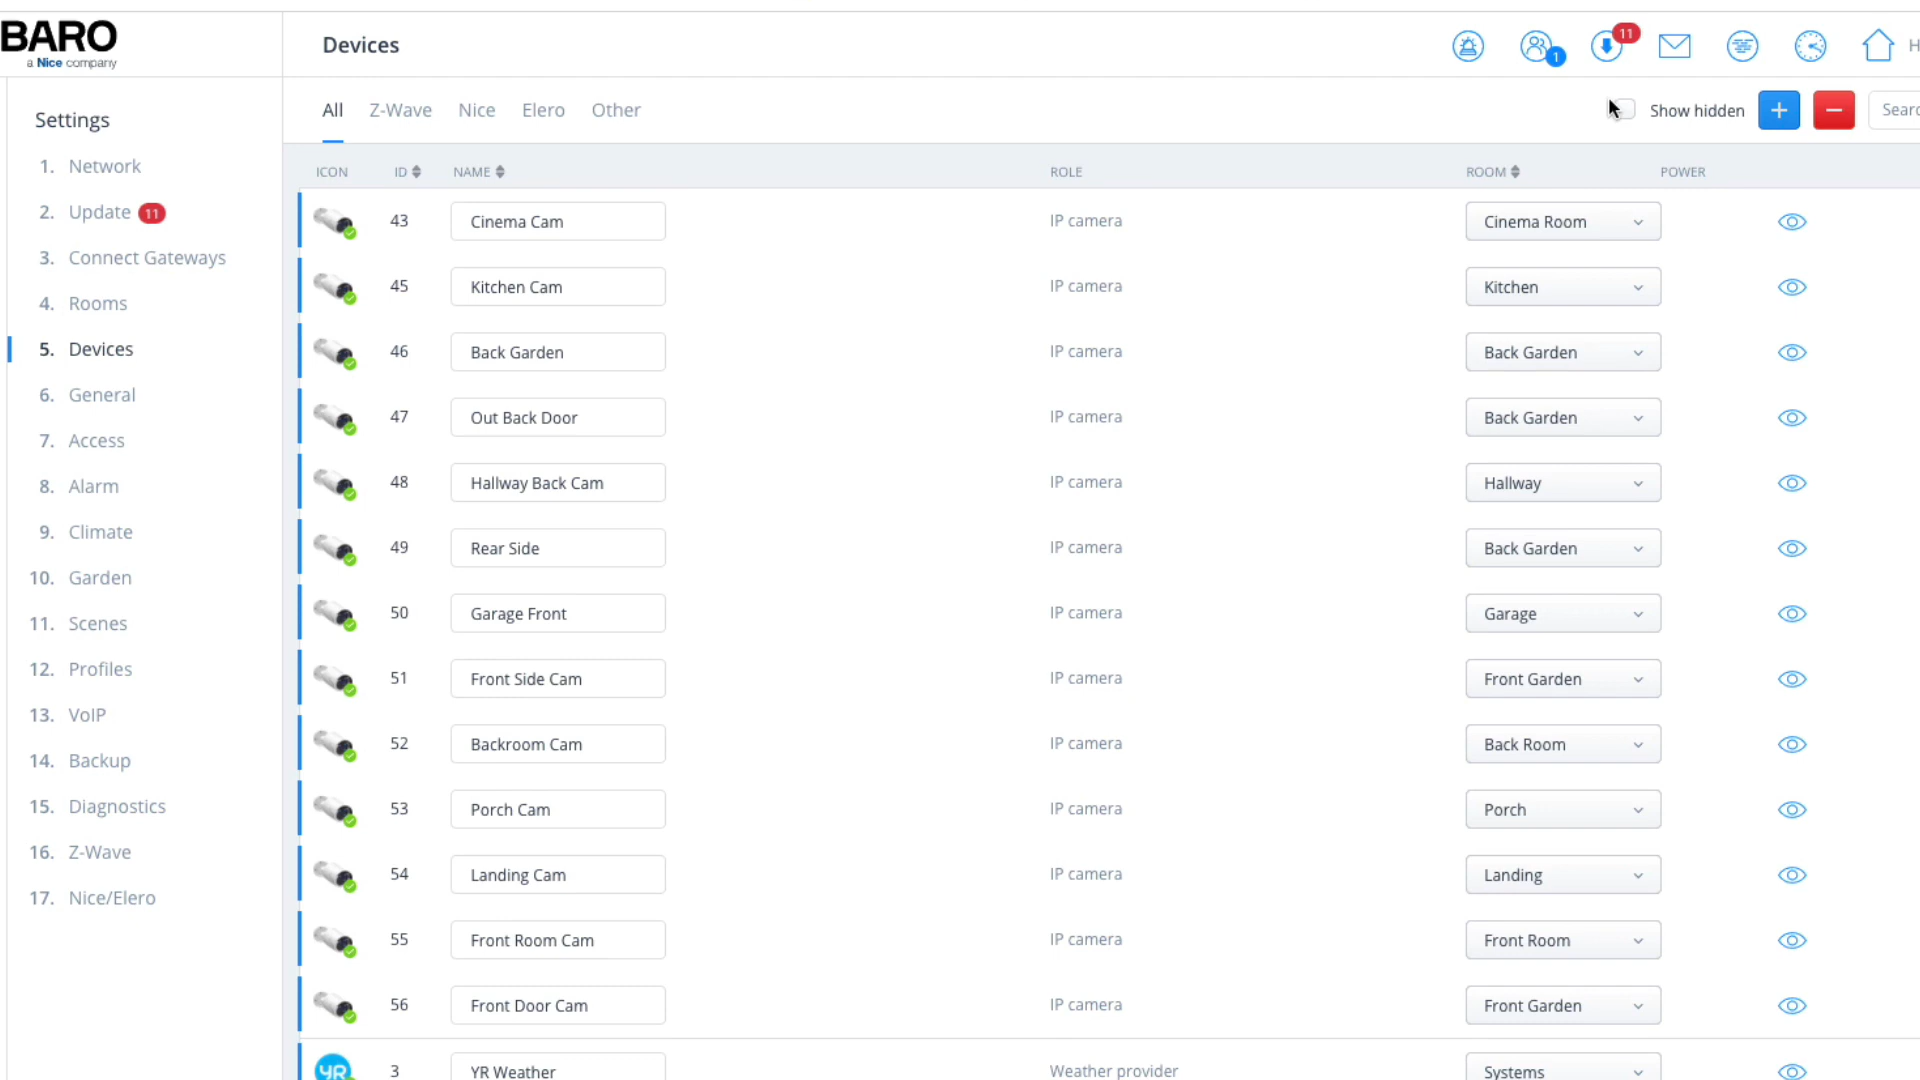 BARO
a Nice company
Devices
1
11
H
Settings
1. Network
2. Update 11
3. Connect Gateways
4. Rooms
5. Devices
6. General
7. Access
8. Alarm
9. Climate
10. Garden
11. Scenes
12. Profiles
13. VoIP
14. Backup
15. Diagnostics
16. Z-Wave
17. Nice/Elero
All Z-Wave Nice Elero Other
Show hidden + − Searc
ICON ID NAME ROLE ROOM POWER
43 Cinema Cam IP camera Cinema Room
45 Kitchen Cam IP camera Kitchen
46 Back Garden IP camera Back Garden
47 Out Back Door IP camera Back Garden
48 Hallway Back Cam IP camera Hallway
49 Rear Side IP camera Back Garden
50 Garage Front IP camera Garage
51 Front Side Cam IP camera Front Garden
52 Backroom Cam IP camera Back Room
53 Porch Cam IP camera Porch
54 Landing Cam IP camera Landing
55 Front Room Cam IP camera Front Room
56 Front Door Cam IP camera Front Garden
YR 3 YR Weather Weather provider Systems